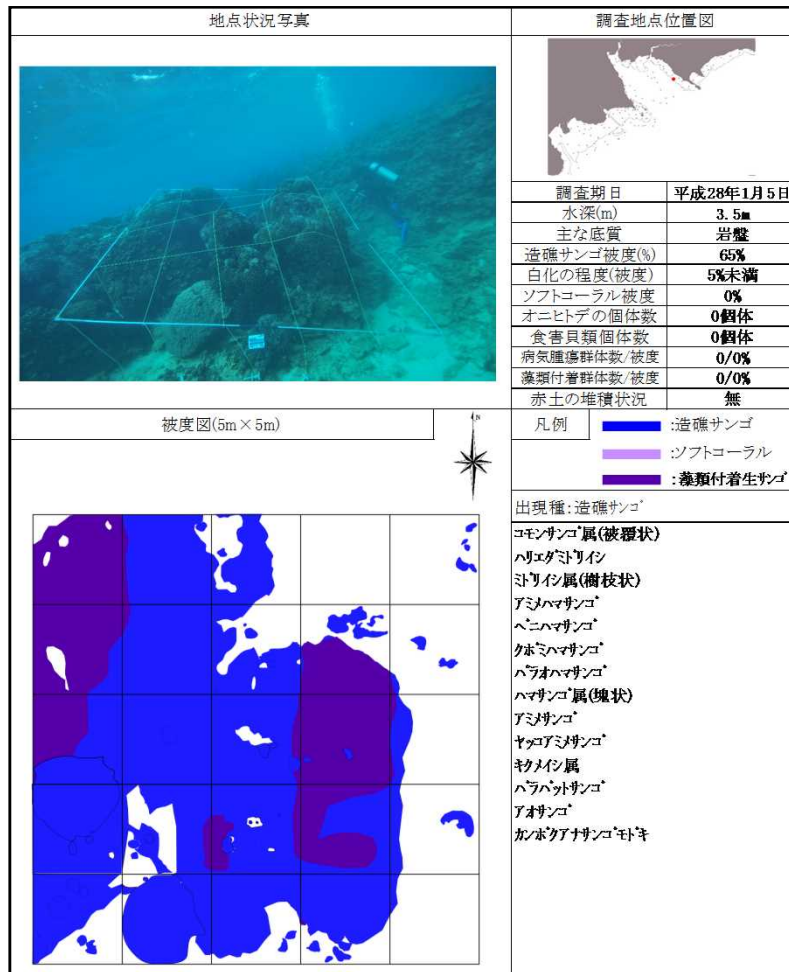 地点状況写真
調査地点位置図
調査期日 平成28年1月5日
水深(m) 3.5m
主な底質 岩盤
造礁サンゴ被度(%) 65%
白化の程度(被度) 5%未満
ソフトコーラル被度 0%
オニヒトデの個体数 0個体
食害貝類個体数 0個体
病気腫瘍群体数/被度 0/0%
藻類付着群体数/被度 0/0%
赤土の堆積状況 無
被度図(5m×5m)
N
凡例 :造礁サンゴ
:ソフトコーラル
:藻類付着生サンゴ
出現種:造礁サンゴ
コモンサンゴ属(被覆状)
ハリエダミドリイシ
ミドリイシ属(樹枝状)
アミメハマサンゴ
ベニハマサンゴ
クボミハマサンゴ
パラオハマサンゴ
ハマサンゴ属(塊状)
アミメサンゴ
ヤッコアミメサンゴ
キクメイシ属
パラバットサンゴ
アオサンゴ
カンボクアナサンゴモドキ